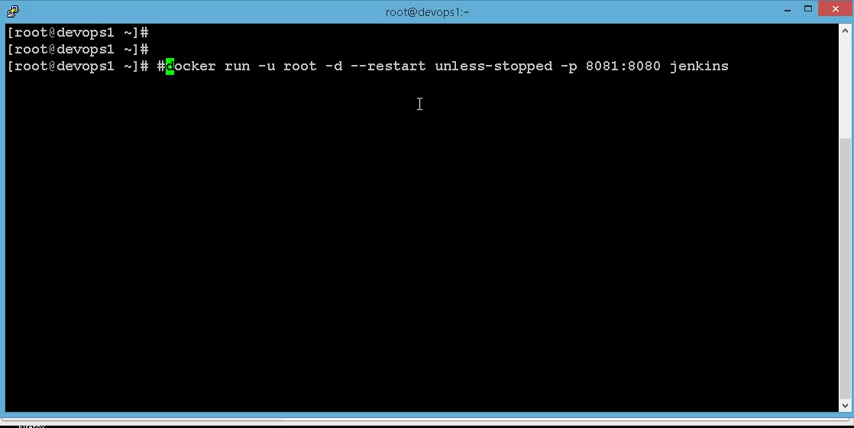 root@devops1:~
[root@devops1 ~]#
[root@devops1 ~]#
[root@devops1 ~]# #docker run -u root -d --restart unless-stopped -p 8081:8080 jenkins